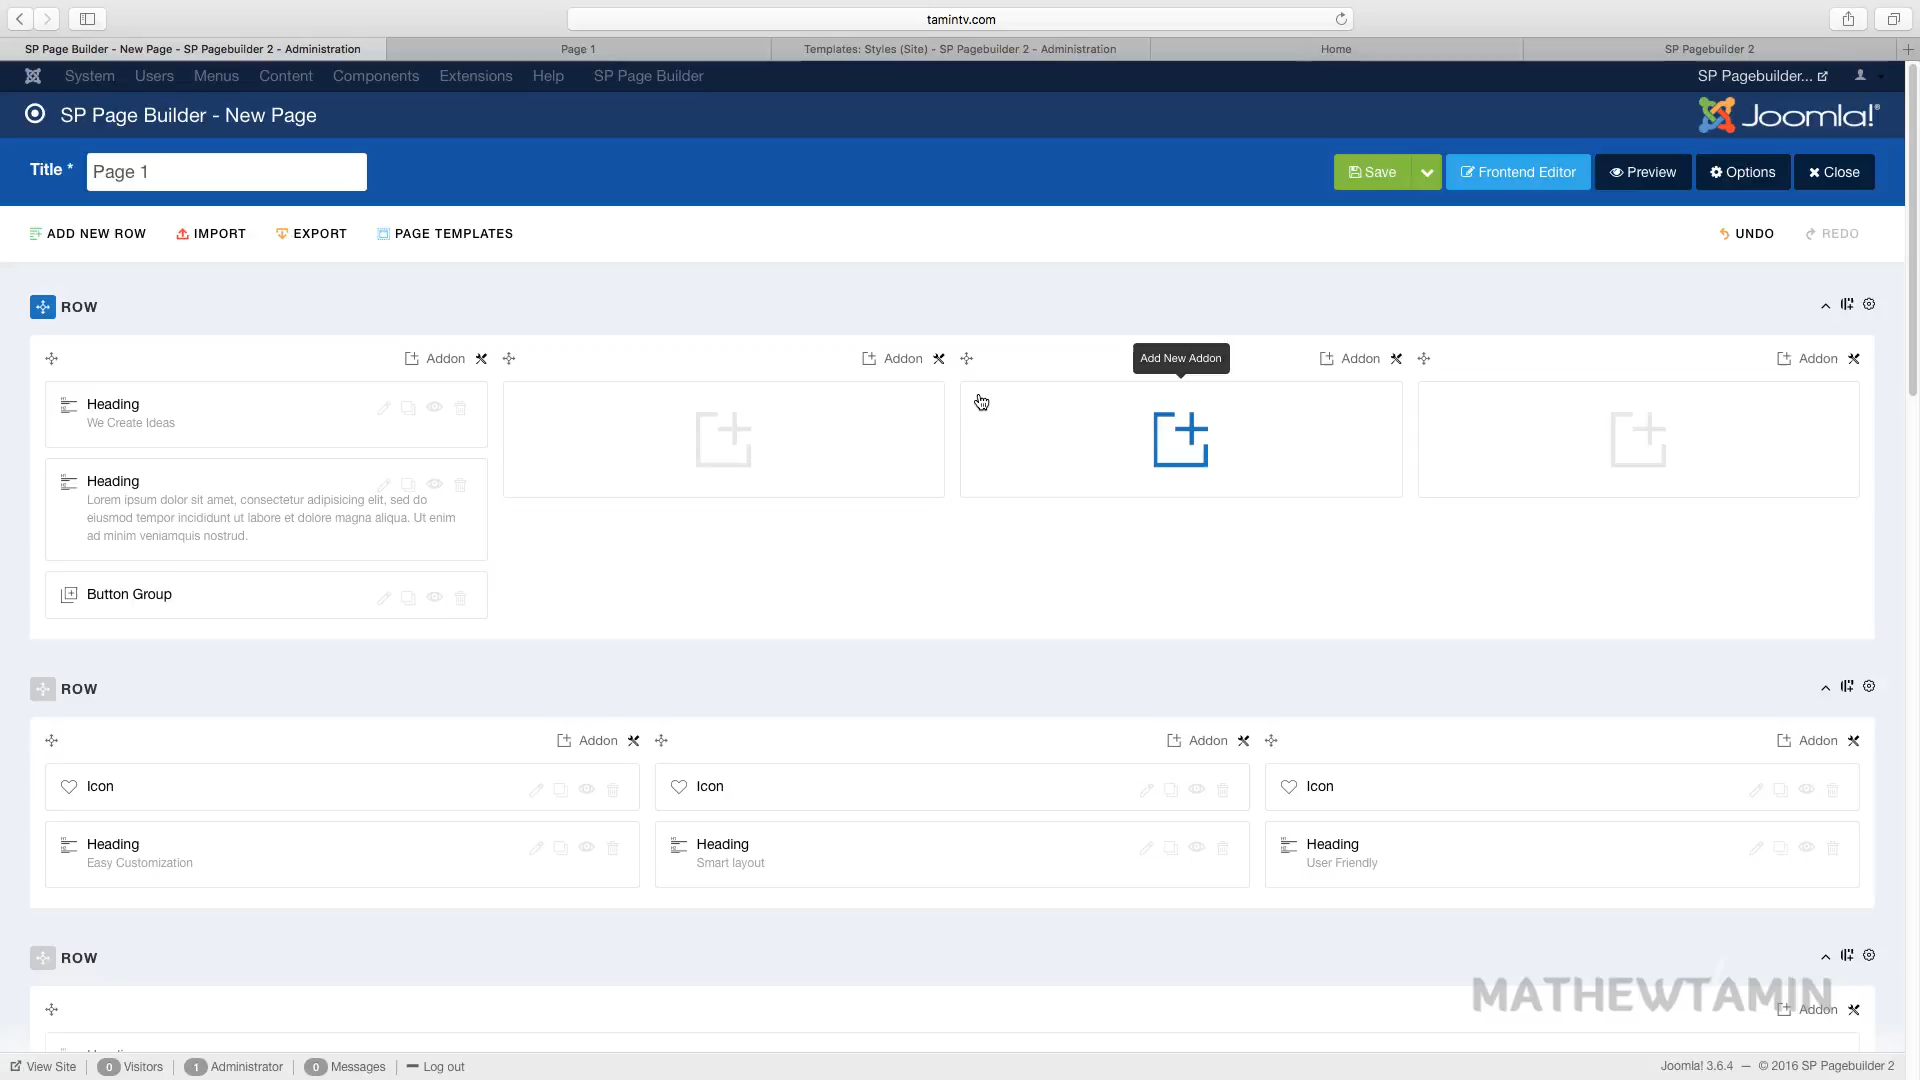 tamintv.com
SP Page Builder - New Page - SP Pagebuilder 2 - Administration
Page 1
Templates: Styles (Site) - SP Pagebuilder 2 - Administration
Home
SP Pagebuilder 2
System Users Menus Content Components Extensions Help SP Page Builder
SP Pagebuilder...
SP Page Builder - New Page
Joomla!®
Title * Page 1
Save Frontend Editor Preview Options Close
ADD NEW ROW IMPORT EXPORT PAGE TEMPLATES UNDO REDO
ROW
Addon Addon Addon Addon
Add New Addon
Heading
We Create Ideas
Heading
Lorem ipsum dolor sit amet, consectetur adipisicing elit, sed do
eiusmod tempor incididunt ut labore et dolore magna aliqua. Ut enim
ad minim veniamquis nostrud.
Button Group
ROW
Addon Addon Addon
Icon Icon Icon
Heading Heading Heading
Easy Customization Smart layout User Friendly
ROW
MATHEWTAMIN
Addon
View Site 0 Visitors 1 Administrator 0 Messages Log out
Joomla! 3.6.4 — © 2016 SP Pagebuilder 2